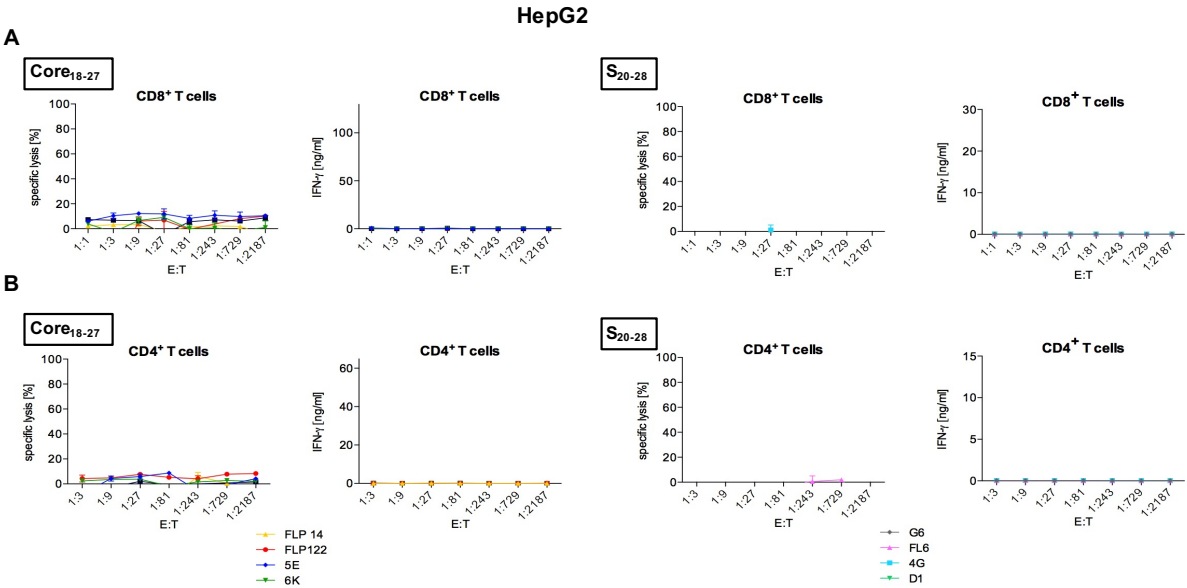 HepG2
A
Core18-27
CD8+ T cells
specific lysis [%]
100
80
60
40
20
0
1:1 1:3 1:9 1:27 1:81 1:243 1:729 1:2187
E:T
CD8+ T cells
IFN-γ [ng/ml]
100
50
0
1:1 1:3 1:9 1:27 1:81 1:243 1:729 1:2187
E:T
S20-28
CD8+ T cells
specific lysis [%]
100
80
60
40
20
0
1:1 1:3 1:9 1:27 1:81 1:243 1:729 1:2187
E:T
CD8+ T cells
IFN-γ [ng/ml]
30
20
10
0
1:1 1:3 1:9 1:27 1:81 1:243 1:729 1:2187
E:T
B
Core18-27
CD4+ T cells
specific lysis [%]
100
80
60
40
20
0
1:3 1:9 1:27 1:81 1:243 1:729 1:2187
E:T
CD4+ T cells
IFN-γ [ng/ml]
60
40
20
0
1:3 1:9 1:27 1:81 1:243 1:729 1:2187
E:T
S20-28
CD4+ T cells
specific lysis [%]
100
80
60
40
20
0
1:3 1:9 1:27 1:81 1:243 1:729 1:2187
E:T
CD4+ T cells
IFN-γ [ng/ml]
15
10
5
0
1:3 1:9 1:27 1:81 1:243 1:729 1:2187
E:T
FLP 14
FLP122
5E
6K
G6
FL6
4G
D1